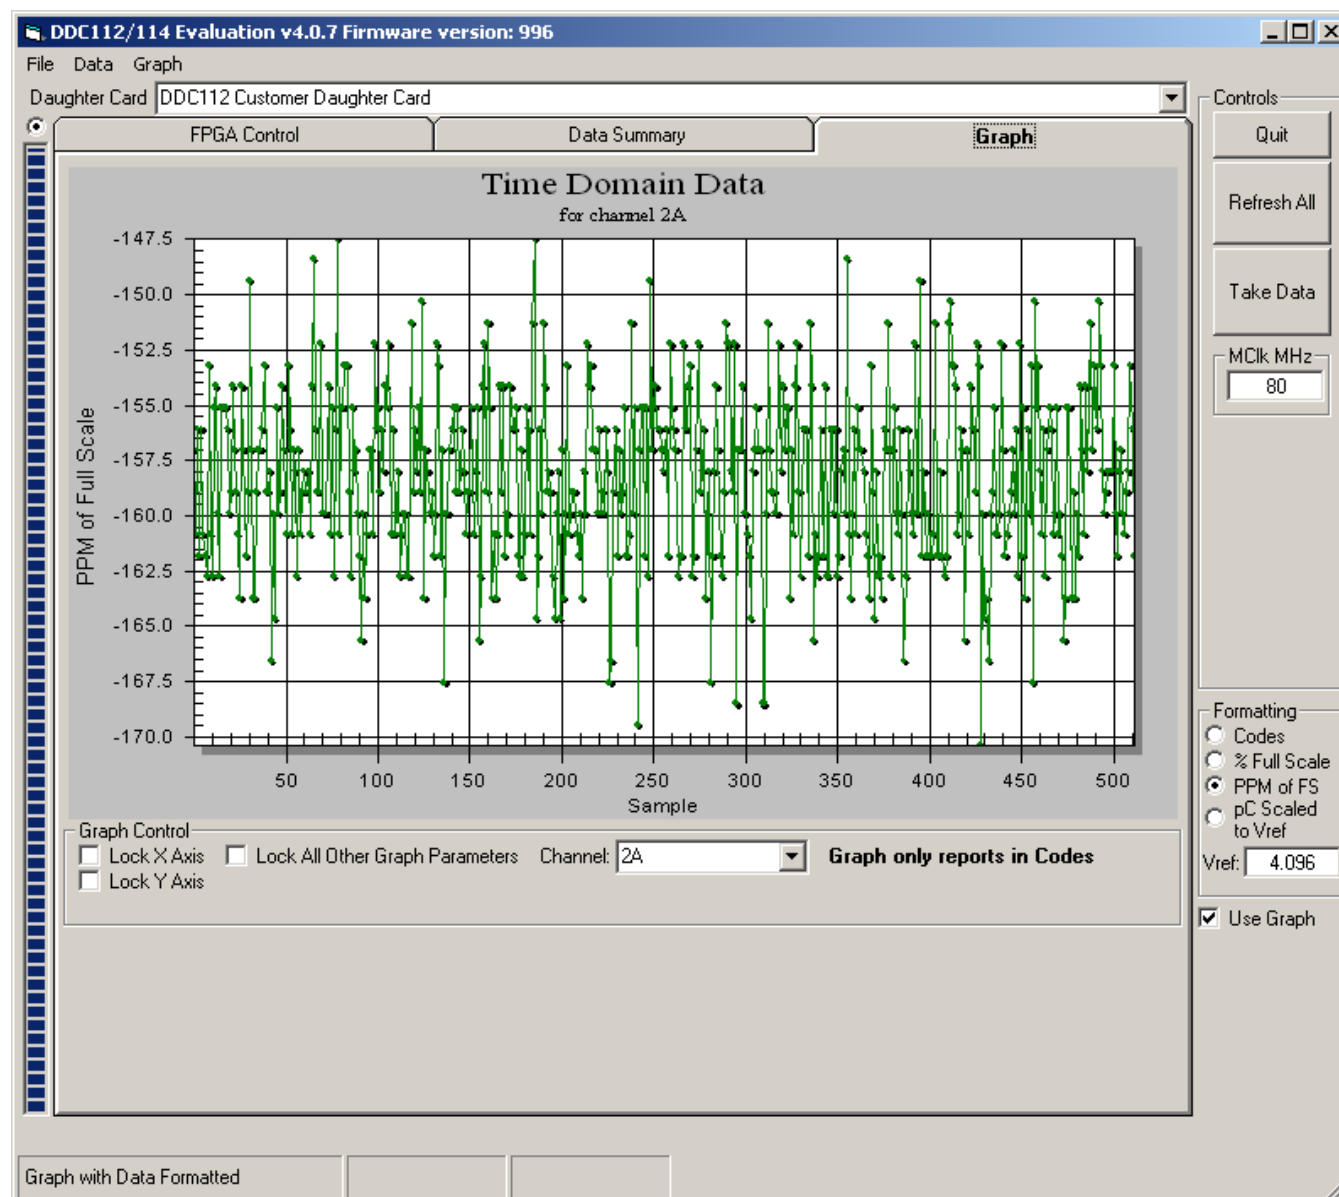 DDC112/114 Evaluation v4.0.7 Firmware version: 996
File Data Graph
Daughter Card DDC112 Customer Daughter Card
Controls
FPGA Control Data Summary Graph
Quit
Refresh All
Take Data
MClk MHz
80
Time Domain Data
for channel 2A
PPM of Full Scale
-147.5
-150.0
-152.5
-155.0
-157.5
-160.0
-162.5
-165.0
-167.5
-170.0
50 100 150 200 250 300 350 400 450 500
Sample
Formatting
Codes
% Full Scale
PPM of FS
pC Scaled
to Vref
Vref: 4.096
Use Graph
Graph Control
Lock X Axis Lock All Other Graph Parameters Channel: 2A Graph only reports in Codes
Lock Y Axis
Graph with Data Formatted